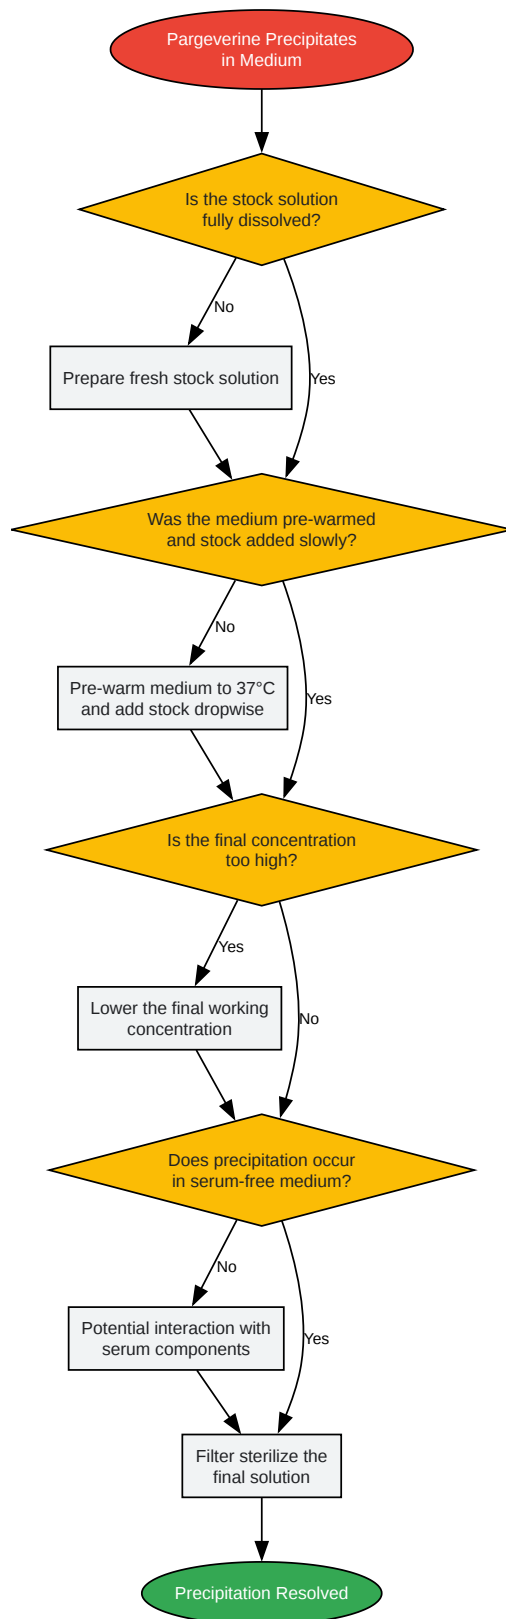 Pargeverine Precipitates
in Medium
Is the stock solution
fully dissolved?
No
Prepare fresh stock solution
Yes
Was the medium pre-warmed
and stock added slowly?
No
Pre-warm medium to 37°C
and add stock dropwise
Yes
Is the final concentration
too high?
Yes
Lower the final working
concentration
No
Does precipitation occur
in serum-free medium?
No
Potential interaction with
serum components
Yes
Filter sterilize the
final solution
Precipitation Resolved